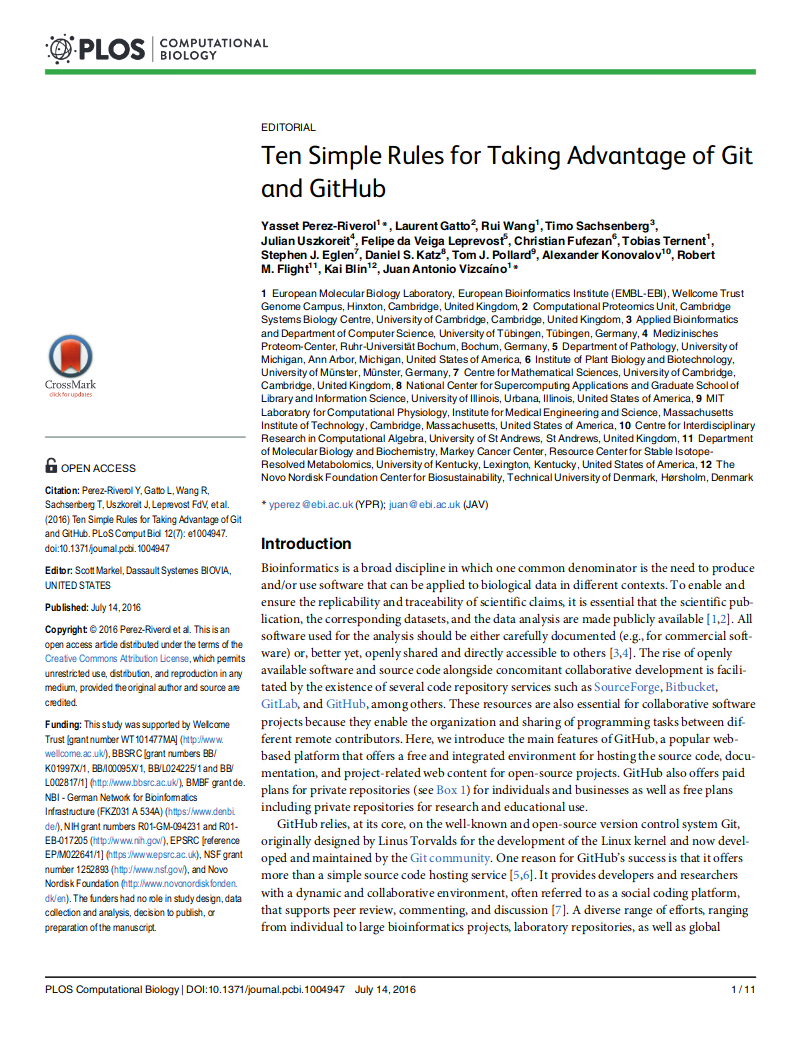 PLOS | COMPUTATIONAL
BIOLOGY
EDITORIAL
Ten Simple Rules for Taking Advantage of Git
and GitHub
Yasset Perez-Riverol1*, Laurent Gatto2, Rui Wang1, Timo Sachsenberg3,
Julian Uszkoreit4, Felipe da Veiga Leprevost5, Christian Fufezan6, Tobias Ternent1,
Stephen J. Eglen7, Daniel S. Katz8, Tom J. Pollard9, Alexander Konovalov10, Robert
M. Flight11, Kai Blin12, Juan Antonio Vizcaíno1*
1 European Molecular Biology Laboratory, European Bioinformatics Institute (EMBL-EBI), Wellcome Trust
Genome Campus, Hinxton, Cambridge, United Kingdom, 2 Computational Proteomics Unit, Cambridge
Systems Biology Centre, University of Cambridge, Cambridge, United Kingdom, 3 Applied Bioinformatics
and Department of Computer Science, University of Tübingen, Tübingen, Germany, 4 Medizinisches
Proteom-Center, Ruhr-Universität Bochum, Bochum, Germany, 5 Department of Pathology, University of
Michigan, Ann Arbor, Michigan, United States of America, 6 Institute of Plant Biology and Biotechnology,
University of Münster, Münster, Germany, 7 Centre for Mathematical Sciences, University of Cambridge,
Cambridge, United Kingdom, 8 National Center for Supercomputing Applications and Graduate School of
Library and Information Science, University of Illinois, Urbana, Illinois, United States of America, 9 MIT
Laboratory for Computational Physiology, Institute for Medical Engineering and Science, Massachusetts
Institute of Technology, Cambridge, Massachusetts, United States of America, 10 Centre for Interdisciplinary
Research in Computational Algebra, University of St Andrews, St Andrews, United Kingdom, 11 Department
of Molecular Biology and Biochemistry, Markey Cancer Center, Resource Center for Stable Isotope-
Resolved Metabolomics, University of Kentucky, Lexington, Kentucky, United States of America, 12 The
Novo Nordisk Foundation Center for Biosustainability, Technical University of Denmark, Hørsholm, Denmark
* yperez@ebi.ac.uk (YPR); juan@ebi.ac.uk (JAV)
CrossMark
click for updates
OPEN ACCESS
Citation: Perez-Riverol Y, Gatto L, Wang R,
Sachsenberg T, Uszkoreit J, Leprevost FdV, et al.
(2016) Ten Simple Rules for Taking Advantage of Git
and GitHub. PLoS Comput Biol 12(7): e1004947.
doi:10.1371/journal.pcbi.1004947
Editor: Scott Markel, Dassault Systemes BIOVIA,
UNITED STATES
Published: July 14, 2016
Copyright: © 2016 Perez-Riverol et al. This is an
open access article distributed under the terms of the
Creative Commons Attribution License, which permits
unrestricted use, distribution, and reproduction in any
medium, provided the original author and source are
credited.
Funding: This study was supported by Wellcome
Trust [grant number WT101477MA] (http://www.
wellcome.ac.uk/), BBSRC [grant numbers BB/
K01997X/1, BB/I00095X/1, BB/L024225/1 and BB/
L002817/1] (http://www.bbsrc.ac.uk/), BMBF grant de.
NBI - German Network for Bioinformatics
Infrastructure (FKZ031 A 534A) (https://www.denbi.
de/), NIH grant numbers R01-GM-094231 and R01-
EB-017205 (http://www.nih.gov/), EPSRC [reference
EP/M022641/1] (https://www.epsrc.ac.uk), NSF grant
number 1252893 (http://www.nsf.gov/), and Novo
Nordisk Foundation (http://www.novonordiskfonden.
dk/en). The funders had no role in study design, data
collection and analysis, decision to publish, or
preparation of the manuscript.
Introduction
Bioinformatics is a broad discipline in which one common denominator is the need to produce
and/or use software that can be applied to biological data in different contexts. To enable and
ensure the replicability and traceability of scientific claims, it is essential that the scientific pub-
lication, the corresponding datasets, and the data analysis are made publicly available [1,2]. All
software used for the analysis should be either carefully documented (e.g., for commercial soft-
ware) or, better yet, openly shared and directly accessible to others [3,4]. The rise of openly
available software and source code alongside concomitant collaborative development is facili-
tated by the existence of several code repository services such as SourceForge, Bitbucket,
GitLab, and GitHub, among others. These resources are also essential for collaborative software
projects because they enable the organization and sharing of programming tasks between dif-
ferent remote contributors. Here, we introduce the main features of GitHub, a popular web-
based platform that offers a free and integrated environment for hosting the source code, docu-
mentation, and project-related web content for open-source projects. GitHub also offers paid
plans for private repositories (see Box 1) for individuals and businesses as well as free plans
including private repositories for research and educational use.
GitHub relies, at its core, on the well-known and open-source version control system Git,
originally designed by Linus Torvalds for the development of the Linux kernel and now devel-
oped and maintained by the Git community. One reason for GitHub's success is that it offers
more than a simple source code hosting service [5,6]. It provides developers and researchers
with a dynamic and collaborative environment, often referred to as a social coding platform,
that supports peer review, commenting, and discussion [7]. A diverse range of efforts, ranging
from individual to large bioinformatics projects, laboratory repositories, as well as global
PLOS Computational Biology | DOI:10.1371/journal.pcbi.1004947 July 14, 2016
1 / 11